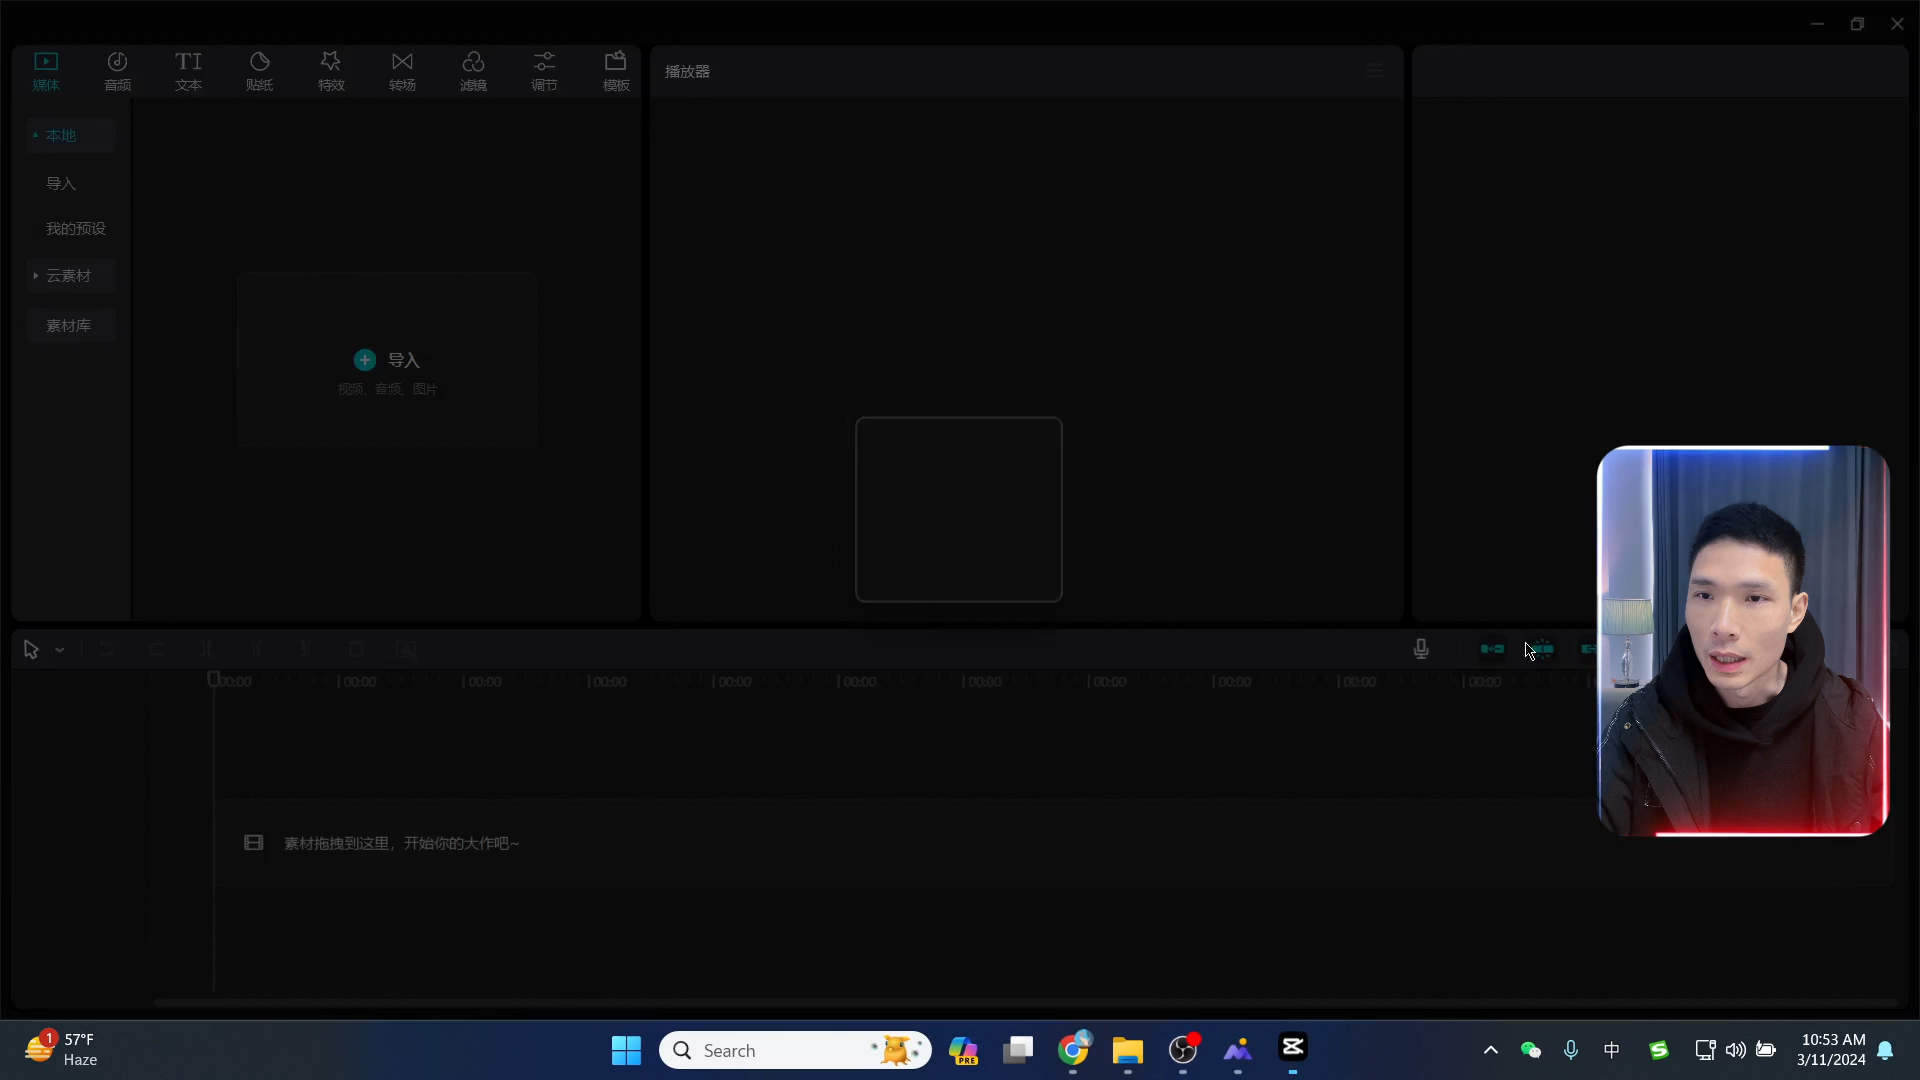 媒体
音频
TI
文本
贴纸
特效
转场
滤镜
调节
模板
播放器
本地
导入
我的预设
云素材
素材库
导入
视频、音频、图片
00:00
00:00
00:00
00:00
00:00
00:00
00:00
00:00
00:00
00:00
00:00
素材拖拽到这里，开始你的大作吧~
1
57°F
Haze
Search
PRE
中
10:53 AM
3/11/2024